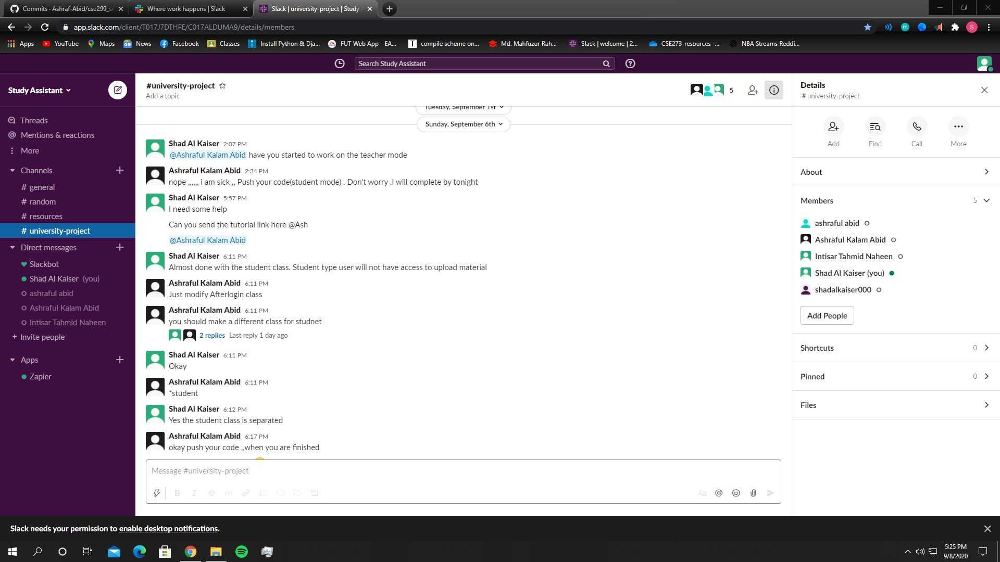 Commits · Ashraf-Abid/cse299_se
Where work happens | Slack
Slack | university-project | Study
app.slack.com/client/T017J7DTHFE/C017ALDUMA9/details/members
S
Apps
YouTube
Maps
News
Facebook
Classes
Install Python & Dja...
FUT Web App - EA...
compile scheme on...
Md. Mahfuzur Rah...
Slack | welcome | 2...
CSE273-resources -...
NBA Streams Reddi...
Search Study Assistant
Study Assistant
Threads
Mentions & reactions
More
Channels
# general
# random
# resources
# university-project
Direct messages
Slackbot
Shad Al Kaiser (you)
ashraful abid
Ashraful Kalam Abid
Intisar Tahmid Naheen
+ Invite people
Apps
Zapier
#university-project
Add a topic
5
Tuesday, September 1st
Sunday, September 6th
Shad Al Kaiser 2:07 PM
@Ashraful Kalam Abid have you started to work on the teacher mode
Ashraful Kalam Abid 2:34 PM
nope ,,,,,, i am sick ,, Push your code(student mode) . Don't worry ,I will complete by tonight
Shad Al Kaiser 5:57 PM
I need some help
Can you send the tutorial link here @Ash
@Ashraful Kalam Abid
Shad Al Kaiser 6:11 PM
Almost done with the student class. Student type user will not have access to upload material
Ashraful Kalam Abid 6:11 PM
Just modify Afterlogin class
Ashraful Kalam Abid 6:11 PM
you should make a different class for studnet
2 replies Last reply 1 day ago
Shad Al Kaiser 6:11 PM
Okay
Ashraful Kalam Abid 6:11 PM
*student
Shad Al Kaiser 6:12 PM
Yes the student class is separated
Ashraful Kalam Abid 6:17 PM
okay push your code ,,when you are finished
Message #university-project
B I S
Aa @
Details
# university-project
Add
Find
Call
More
About
Members 5
ashraful abid
Ashraful Kalam Abid
Intisar Tahmid Naheen
Shad Al Kaiser (you)
shadalkaiser000
Add People
Shortcuts 0
Pinned 0
Files
Slack needs your permission to enable desktop notifications.
5:25 PM
9/8/2020